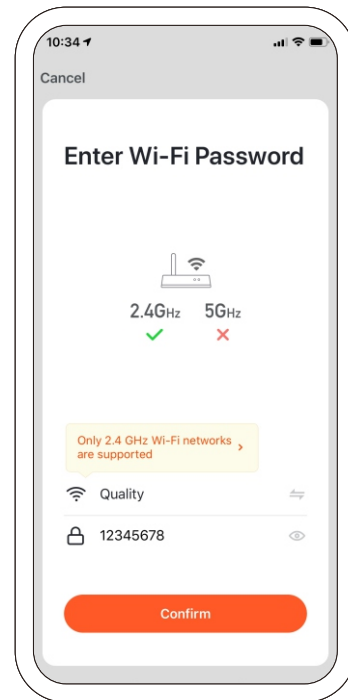 10:34
Cancel
Enter Wi-Fi Password
2.4GHz 5GHz
Only 2.4 GHz Wi-Fi networks
are supported
Quality
12345678
Confirm